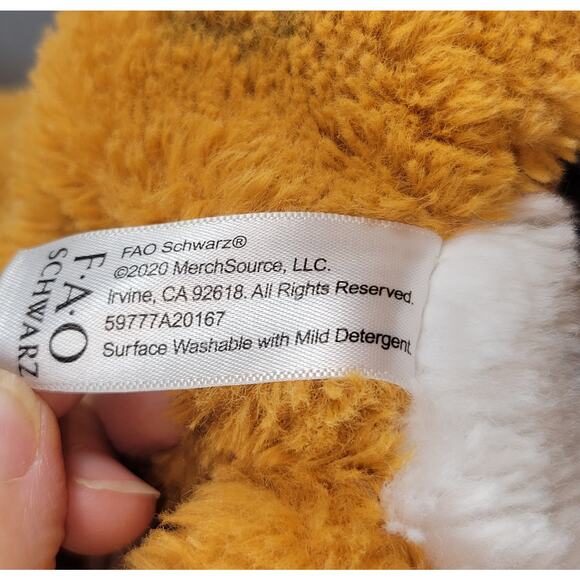 F·A·O
SCHWARZ
FAO Schwarz®
©2020 MerchSource, LLC.
Irvine, CA 92618. All Rights Reserved.
59777A20167
Surface Washable with Mild Detergent.